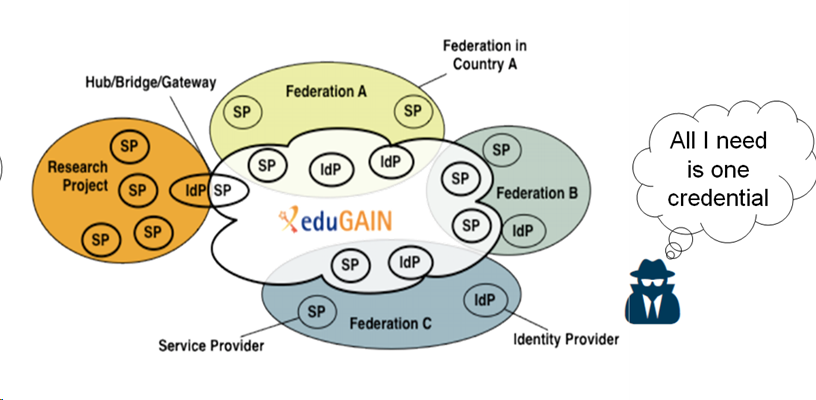 Federation in
Country A
Hub/Bridge/Gateway
Federation A
SP
SP
All I need
is one
credential
Research
Project
SP
SP
IdP
IdP
SP
SP
IdP
SP
SP
Federation B
eduGAIN
SP
SP
SP
IdP
SP
IdP
SP
IdP
Federation C
Service Provider
Identity Provider